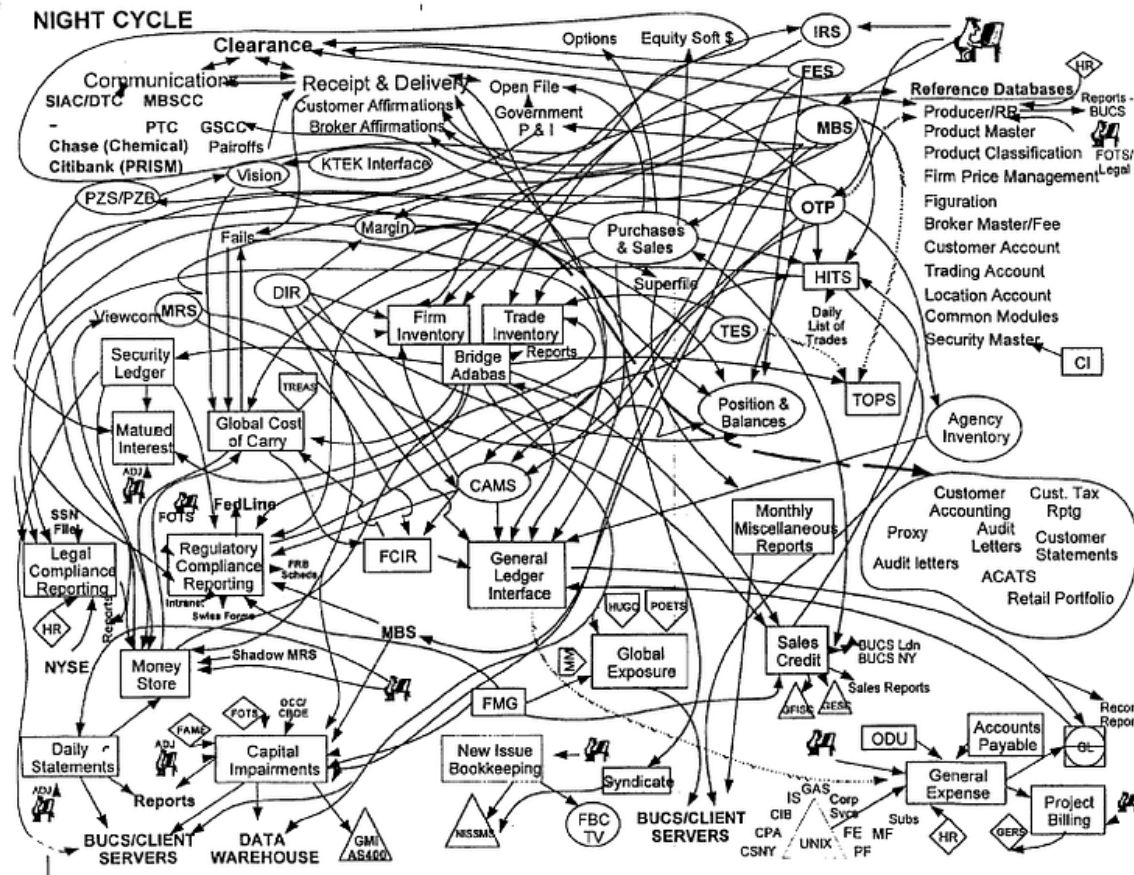 NIGHT CYCLE
Clearance
Communications
Receipt & Delivery
SIAC/DTC MBSCC
Customer Affirmations
Broker Affirmations
–
PTC GSCC
Pairoffs
Chase (Chemical)
Citibank (PRISM)
KTEK Interface
Options
Equity Soft $
Open File
Government
P & I
IRS
FES
MBS
OTP
HR
Reference Databases
Producer/RR
Product Master
Product Classification
Firm Price Management
Figuration
Broker Master/Fee
Customer Account
Trading Account
Location Account
Common Modules
Security Master
Reports -
BUCS
FOTS/
Legal
CI
PZS/PZB
Vision
Fails
Margin
Purchases
& Sales
Superfile
HITS
Daily
List of
Trades
TOPS
TES
DIR
MRS
Viewcom
Firm
Inventory
Trade
Inventory
Bridge
Adabas
Reports
Security
Ledger
TREAS
Global Cost
of Carry
Matured
Interest
ADJ
Position &
Balances
Agency
Inventory
CAMS
FOTS
FedLine
SSN
File
Legal
Compliance
Reporting
Regulatory
Compliance
Reporting
FRB
Scheds
Intranet
Swiss Forms
Reports
HR
NYSE
FCIR
General
Ledger
Interface
Monthly
Miscellaneous
Reports
Customer
Accounting
Cust. Tax
Rptg
Proxy
Audit
Letters
Customer
Statements
Audit letters
ACATS
Retail Portfolio
HUGO
POETS
MM
Global
Exposure
MBS
Shadow MRS
Money
Store
FMG
Sales
Credit
BUCS Ldn
BUCS NY
Sales Reports
GFISC
GESC
FAME
FOTS
OCC/
CBOE
ADJ
Daily
Statements
ADJ
Reports
Capital
Impairments
BUCS/CLIENT
SERVERS
DATA
WAREHOUSE
GMI
AS400
New Issue
Bookkeeping
Syndicate
NISSMS
FBC
TV
BUCS/CLIENT
SERVERS
ODU
Accounts
Payable
GL
General
Expense
Project
Billing
HR
GERS
IS GAS Corp
Svcs
CIB
CPA
CSNY
UNIX
FE MF
PF
Subs